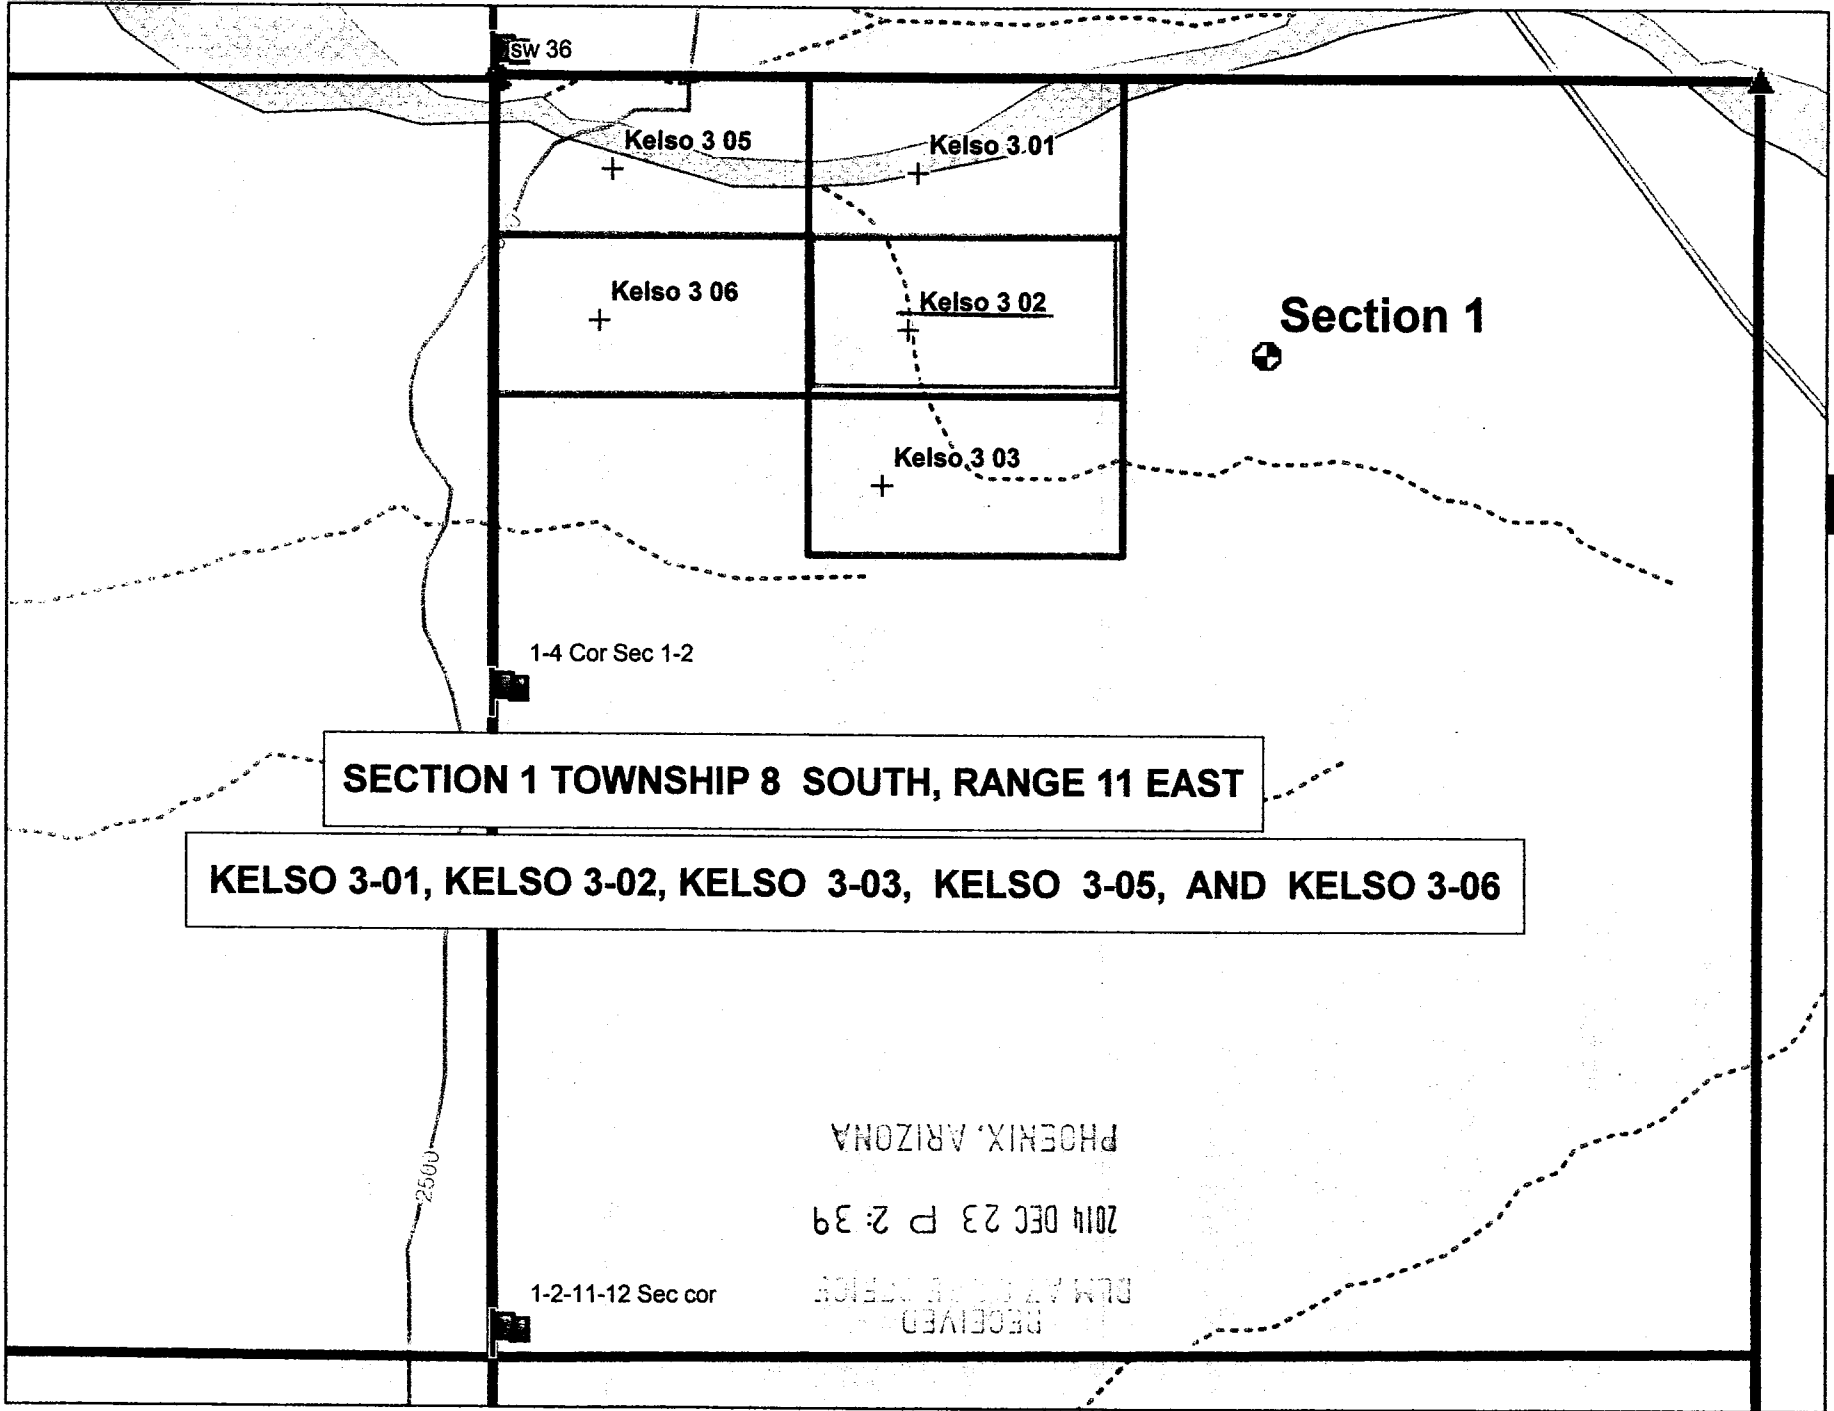 sw 36
Kelso 3 05
Kelso 3 01
Kelso 3 06
Kelso 3 02
Section 1
Kelso 3 03
1-4 Cor Sec 1-2
SECTION 1 TOWNSHIP 8 SOUTH, RANGE 11 EAST
KELSO 3-01, KELSO 3-02, KELSO 3-03, KELSO 3-05, AND KELSO 3-06
2500
1-2-11-12 Sec cor
RECEIVED
BLM AZ OFFICE
2014 DEC 23 P 2:39
PHOENIX, ARIZONA